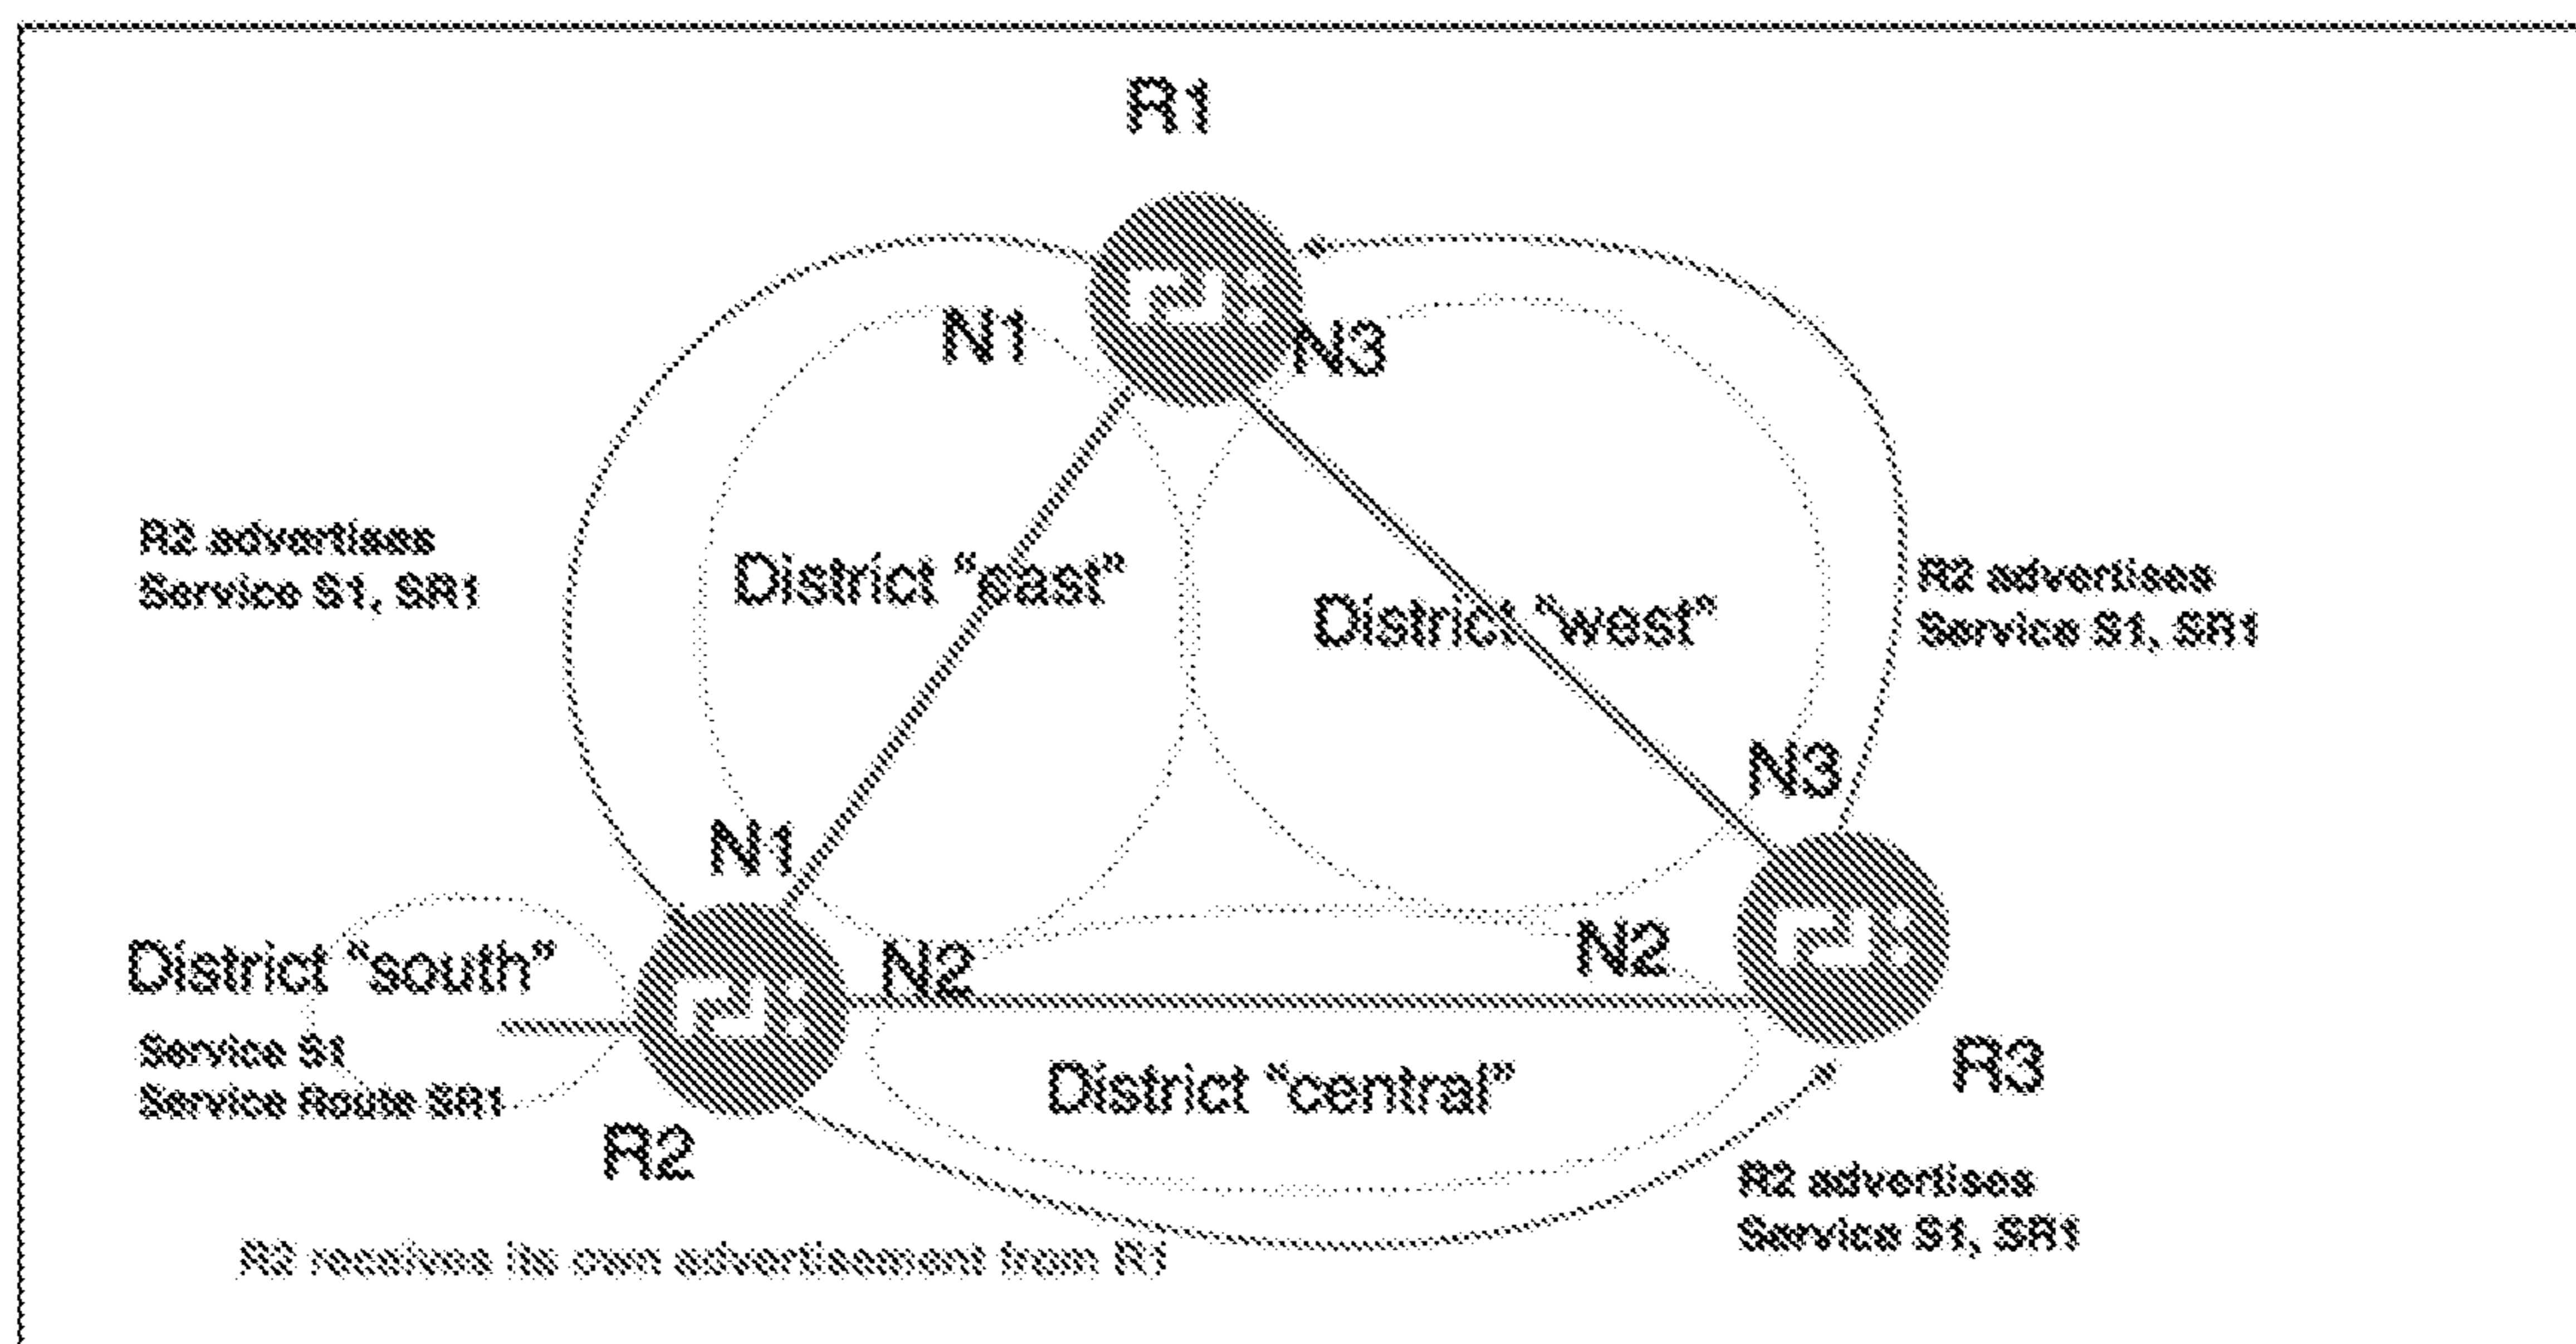 R1
N1
N3
R2 advertises
Service S1, SR1
District “east”
District “west”
R2 advertises
Service S1, SR1
N3
N1
N2
N2
District “south”
Service S1
Service Route SR1
R2
District “central”
R3
R2 advertises
Service S1, SR1
R2 receives its own advertisement from R1